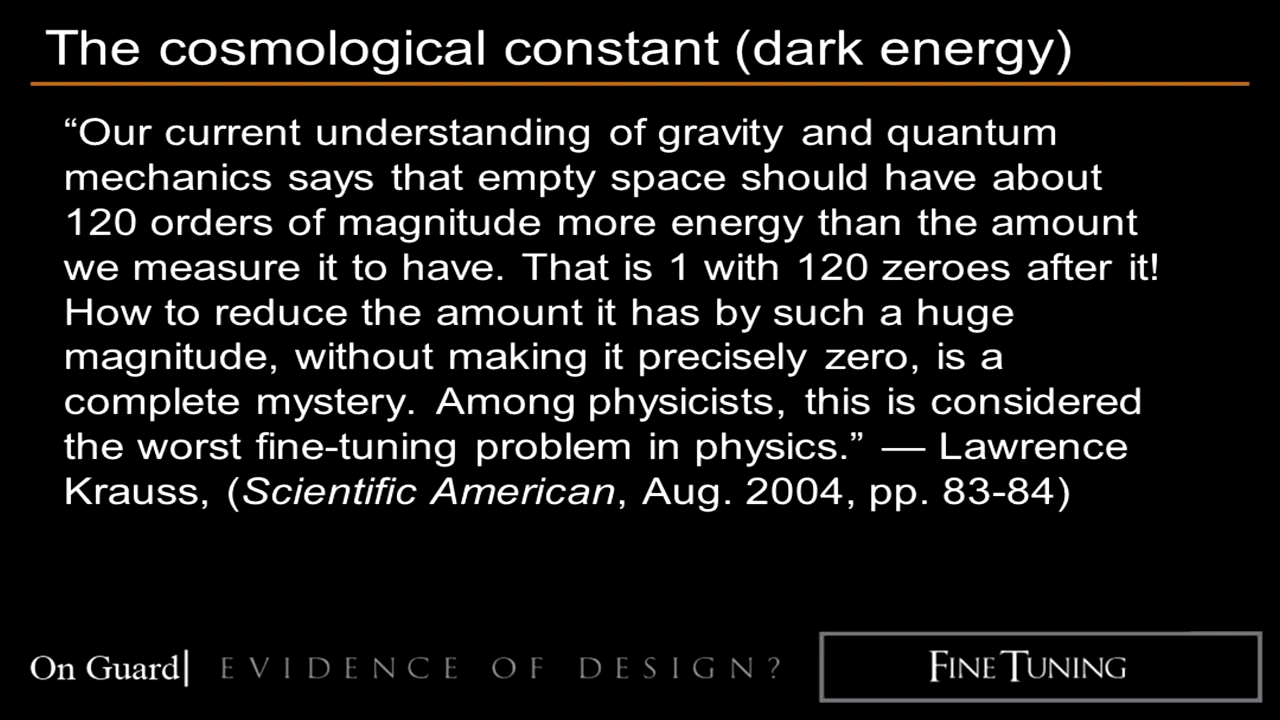 The cosmological constant (dark energy)
“Our current understanding of gravity and quantum
mechanics says that empty space should have about
120 orders of magnitude more energy than the amount
we measure it to have. That is 1 with 120 zeroes after it!
How to reduce the amount it has by such a huge
magnitude, without making it precisely zero, is a
complete mystery. Among physicists, this is considered
the worst fine-tuning problem in physics.” — Lawrence
Krauss, (Scientific American, Aug. 2004, pp. 83-84)
On Guard| EVIDENCE OF DESIGN? FINE TUNING